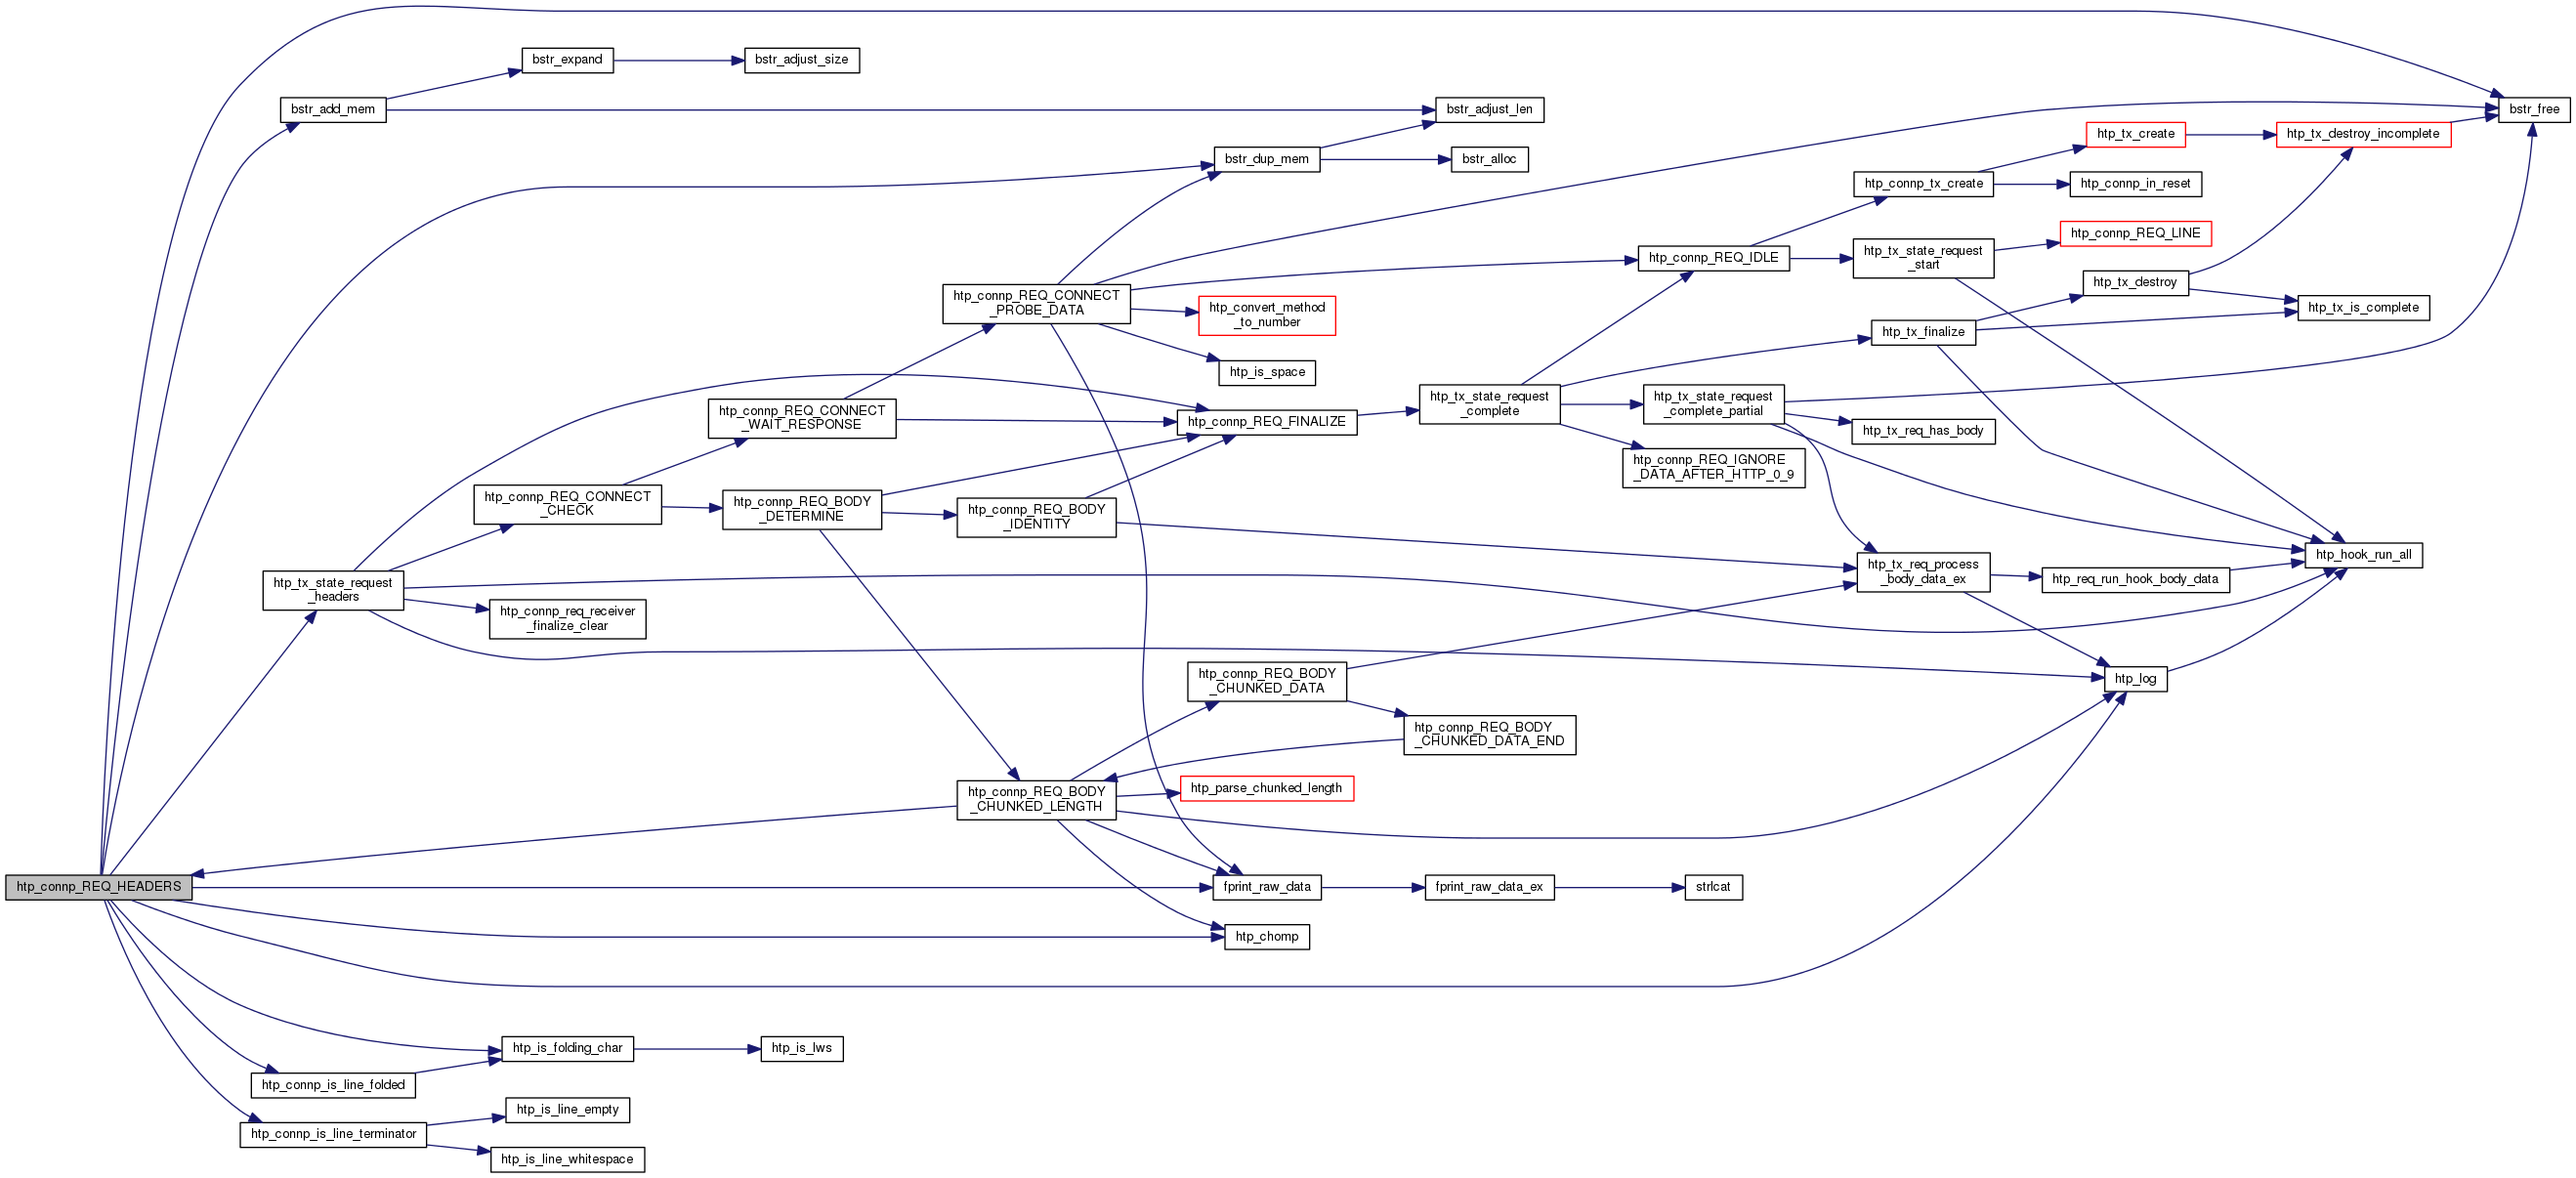 bstr_expand
bstr_adjust_size
bstr_add_mem
bstr_adjust_len
bstr_free
htp_tx_create
htp_tx_destroy_incomplete
bstr_dup_mem
bstr_alloc
htp_connp_tx_create
htp_connp_in_reset
htp_connp_REQ_LINE
htp_connp_REQ_IDLE
htp_tx_state_request
_start
htp_tx_destroy
htp_connp_REQ_CONNECT
_PROBE_DATA
htp_convert_method
_to_number
htp_tx_is_complete
htp_tx_finalize
htp_is_space
htp_connp_REQ_CONNECT
_WAIT_RESPONSE
htp_connp_REQ_FINALIZE
htp_tx_state_request
_complete
htp_tx_state_request
_complete_partial
htp_tx_req_has_body
htp_connp_REQ_IGNORE
_DATA_AFTER_HTTP_0_9
htp_connp_REQ_CONNECT
_CHECK
htp_connp_REQ_BODY
_DETERMINE
htp_connp_REQ_BODY
_IDENTITY
htp_hook_run_all
htp_tx_req_process
_body_data_ex
htp_req_run_hook_body_data
htp_tx_state_request
_headers
htp_connp_req_receiver
_finalize_clear
htp_connp_REQ_BODY
_CHUNKED_DATA
htp_log
htp_connp_REQ_BODY
_CHUNKED_DATA_END
htp_connp_REQ_BODY
_CHUNKED_LENGTH
htp_parse_chunked_length
htp_connp_REQ_HEADERS
fprint_raw_data
fprint_raw_data_ex
strlcat
htp_chomp
htp_is_folding_char
htp_is_lws
htp_connp_is_line_folded
htp_is_line_empty
htp_connp_is_line_terminator
htp_is_line_whitespace